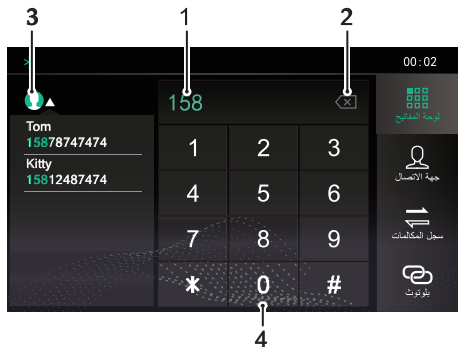 3 1 2
> 00:02
158
Tom
15878747474
Kitty
15812487474
1 2 3
4 5 6
7 8 9
* 0 #
لوحة المفاتيح
جهة الاتصال
سجل المكالمات
بلوتوث
4